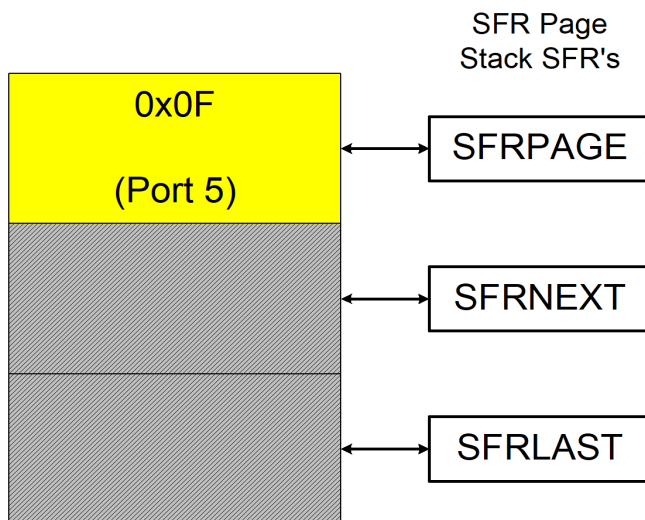 SFR Page
Stack SFR's
0x0F
(Port 5)
SFRPAGE
SFRNEXT
SFRLAST